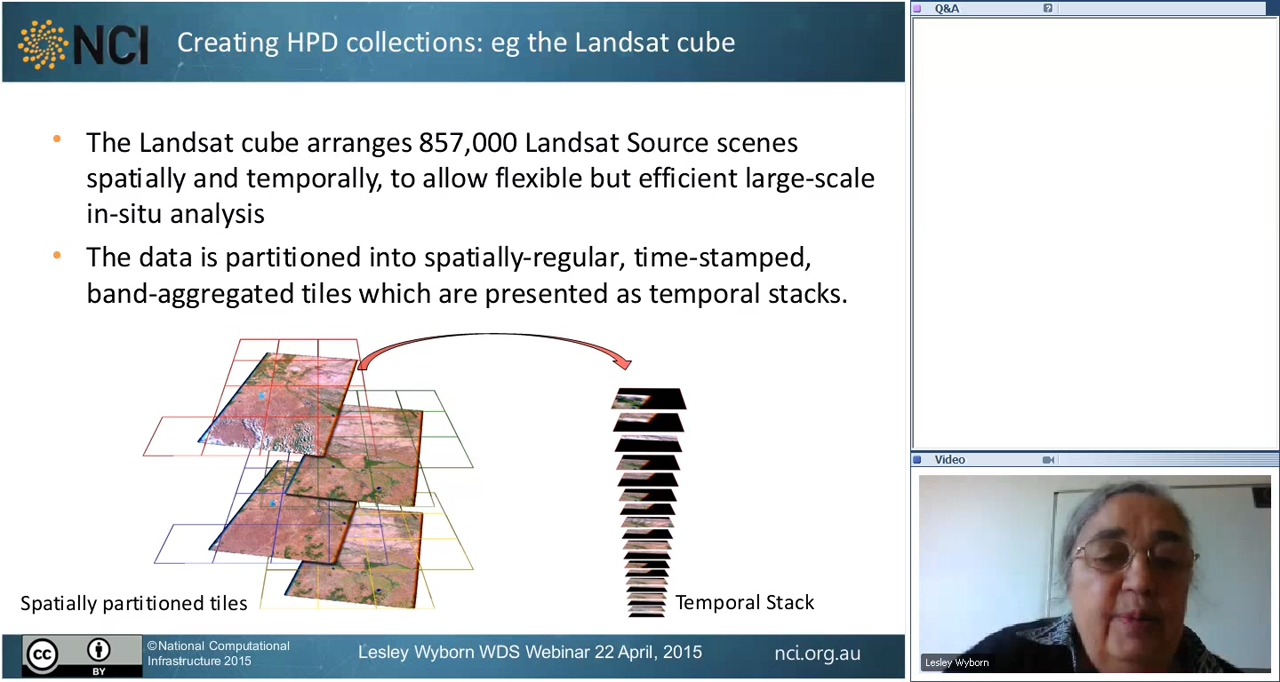 NCI
Creating HPD collections: eg the Landsat cube
• The Landsat cube arranges 857,000 Landsat Source scenes
spatially and temporally, to allow flexible but efficient large-scale
in-situ analysis
• The data is partitioned into spatially-regular, time-stamped,
band-aggregated tiles which are presented as temporal stacks.
Spatially partitioned tiles
Temporal Stack
cc
BY
©National Computational
Infrastructure 2015
Lesley Wyborn WDS Webinar 22 April, 2015
nci.org.au
Q&A
?
Video
Lesley Wyborn